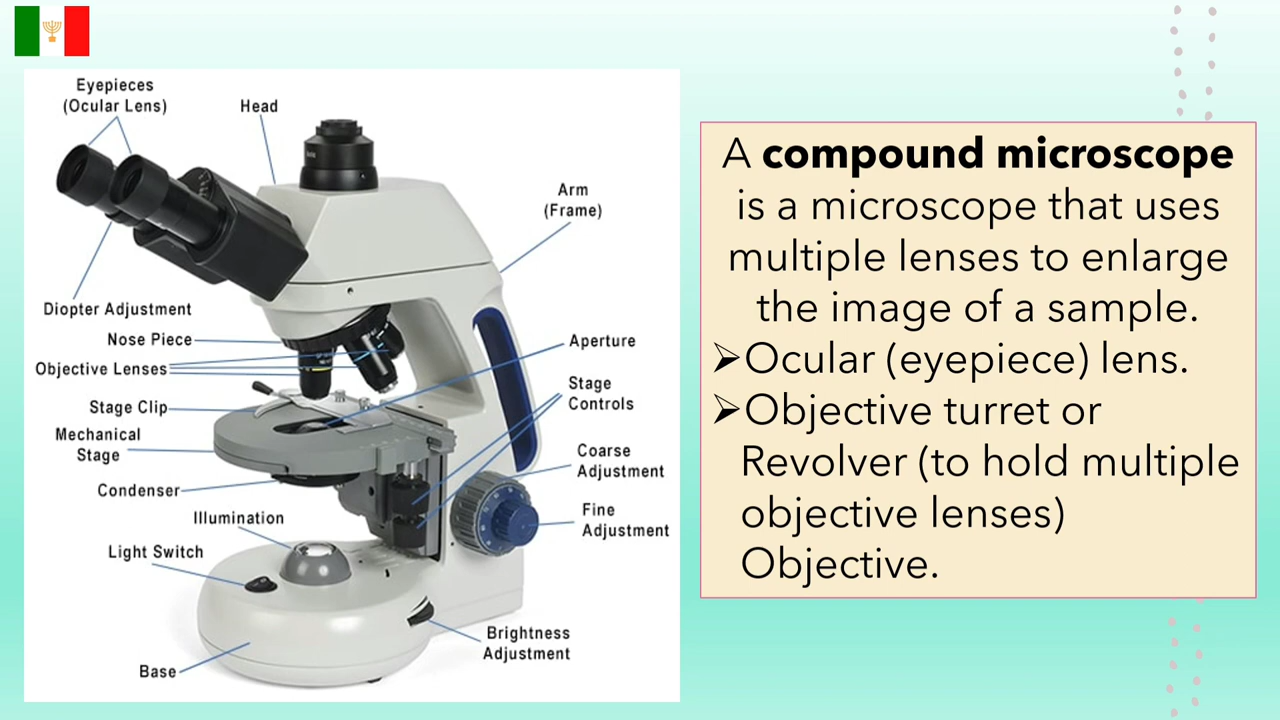 Eyepieces
(Ocular Lens)
Head
Arm
(Frame)
Diopter Adjustment
Nose Piece
Objective Lenses
Stage Clip
Mechanical
Stage
Condenser
Illumination
Light Switch
Base
Aperture
Stage
Controls
Coarse
Adjustment
Fine
Adjustment
Brightness
Adjustment
A compound microscope
is a microscope that uses
multiple lenses to enlarge
the image of a sample.
➢Ocular (eyepiece) lens.
➢Objective turret or
Revolver (to hold multiple
objective lenses)
Objective.